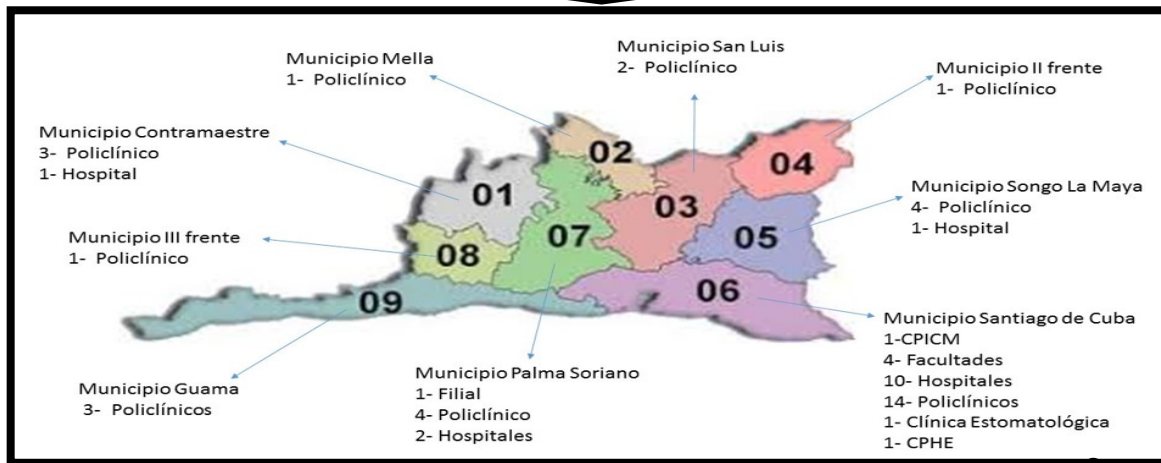 Municipio Mella
1- Policlínico
Municipio San Luis
2- Policlínico
Municipio II frente
1- Policlínico
Municipio Contramaestre
3- Policlínico
1- Hospital
Municipio Songo La Maya
4- Policlínico
1- Hospital
Municipio III frente
1- Policlínico
01
02
03
04
05
06
07
08
09
Municipio Guama
3- Policlínicos
Municipio Palma Soriano
1- Filial
4- Policlínico
2- Hospitales
Municipio Santiago de Cuba
1-CPICM
4- Facultades
10- Hospitales
14- Policlínicos
1- Clínica Estomatológica
1- CPHE